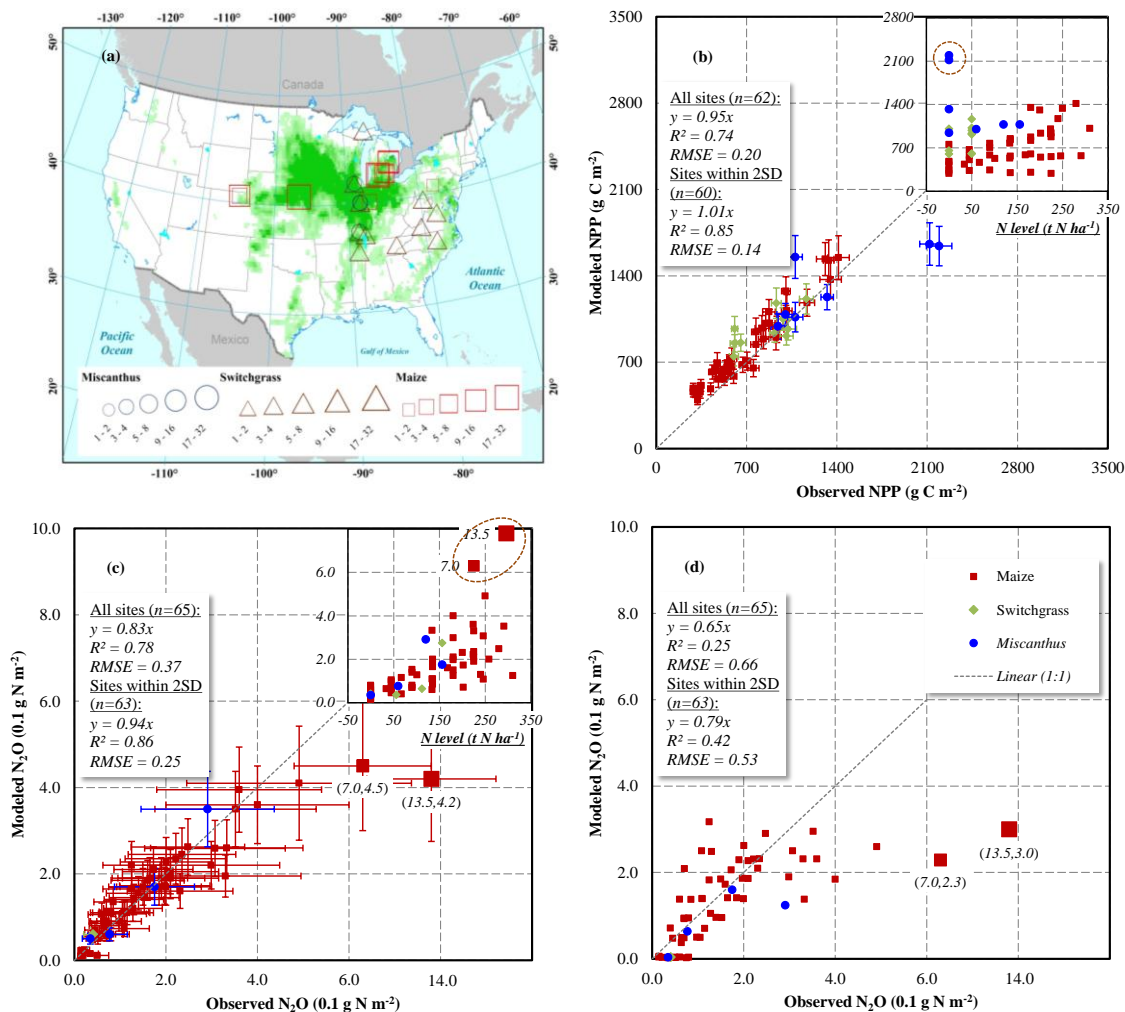 -130° -120° -110° -100° -90° -80° -70° -60°
(a)
50° 50°
Canada
40° 40°
30° 30°
Pacific Ocean
Atlantic Ocean
Mexico
Gulf of Mexico
20° 20°
Miscanthus Switchgrass Maize
1 - 2 3 - 4 5 - 8 9 - 16 17 - 32
1 - 2 3 - 4 5 - 8 9 - 16 17 - 32
1 - 2 3 - 4 5 - 8 9 - 16 17 - 32
-110° -100° -90° -80°
(b)
Modeled NPP (g C m-2)
3500
2800
2100
1400
700
0
All sites (n=62):
y = 0.95x
R² = 0.74
RMSE = 0.20
Sites within 2SD
(n=60):
y = 1.01x
R² = 0.85
RMSE = 0.14
2800
2100
1400
700
0
-50 50 150 250 350
N level (t N ha-1)
0 700 1400 2100 2800 3500
Observed NPP (g C m-2)
(c)
Modeled N2O (0.1 g N m-2)
10.0
8.0
6.0
4.0
2.0
0.0
All sites (n=65):
y = 0.83x
R² = 0.78
RMSE = 0.37
Sites within 2SD
(n=63):
y = 0.94x
R² = 0.86
RMSE = 0.25
13.5
7.0
6.0
4.0
2.0
0.0
-50 50 150 250 350
N level (t N ha-1)
(7.0,4.5)
(13.5,4.2)
0.0 2.0 4.0 6.0 14.0
Observed N2O (0.1 g N m-2)
(d)
Modeled N2O (0.1 g N m-2)
10.0
8.0
6.0
4.0
2.0
0.0
All sites (n=65):
y = 0.65x
R² = 0.25
RMSE = 0.66
Sites within 2SD
(n=63):
y = 0.79x
R² = 0.42
RMSE = 0.53
Maize
Switchgrass
Miscanthus
Linear (1:1)
(13.5,3.0)
(7.0,2.3)
0.0 2.0 4.0 6.0 14.0
Observed N2O (0.1 g N m-2)